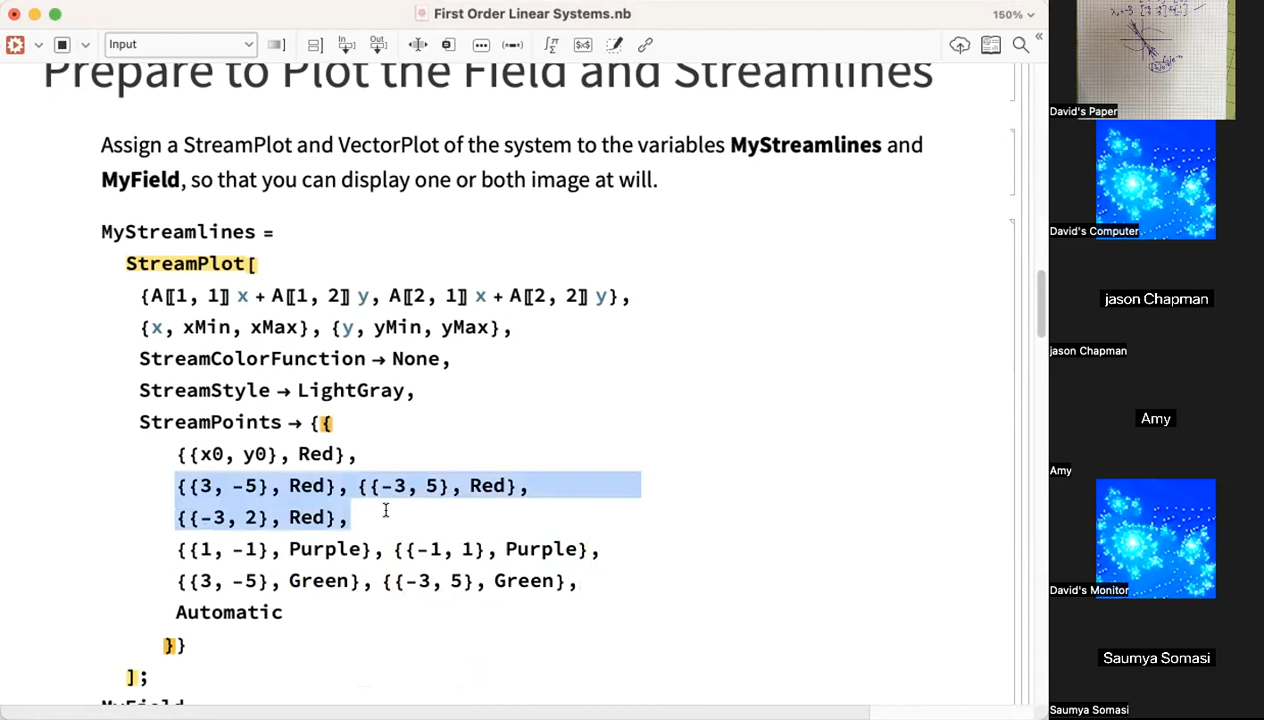 First Order Linear Systems.nb
150%
Input
Prepare to Plot the Field and Streamlines
Assign a StreamPlot and VectorPlot of the system to the variables MyStreamlines and
MyField, so that you can display one or both image at will.
MyStreamlines =
StreamPlot[
{A〚1, 1〛 x + A〚1, 2〛 y, A〚2, 1〛 x + A〚2, 2〛 y},
{x, xMin, xMax}, {y, yMin, yMax},
StreamColorFunction → None,
StreamStyle → LightGray,
StreamPoints → {{
{{x0, y0}, Red},
{{3, -5}, Red}, {{-3, 5}, Red},
{{-3, 2}, Red},
{{1, -1}, Purple}, {{-1, 1}, Purple},
{{3, -5}, Green}, {{-3, 5}, Green},
Automatic
}}
];
MyField
David's Paper
David's Computer
jason Chapman
jason Chapman
Amy
Amy
David's Monitor
Saumya Somasi
Saumya Somasi